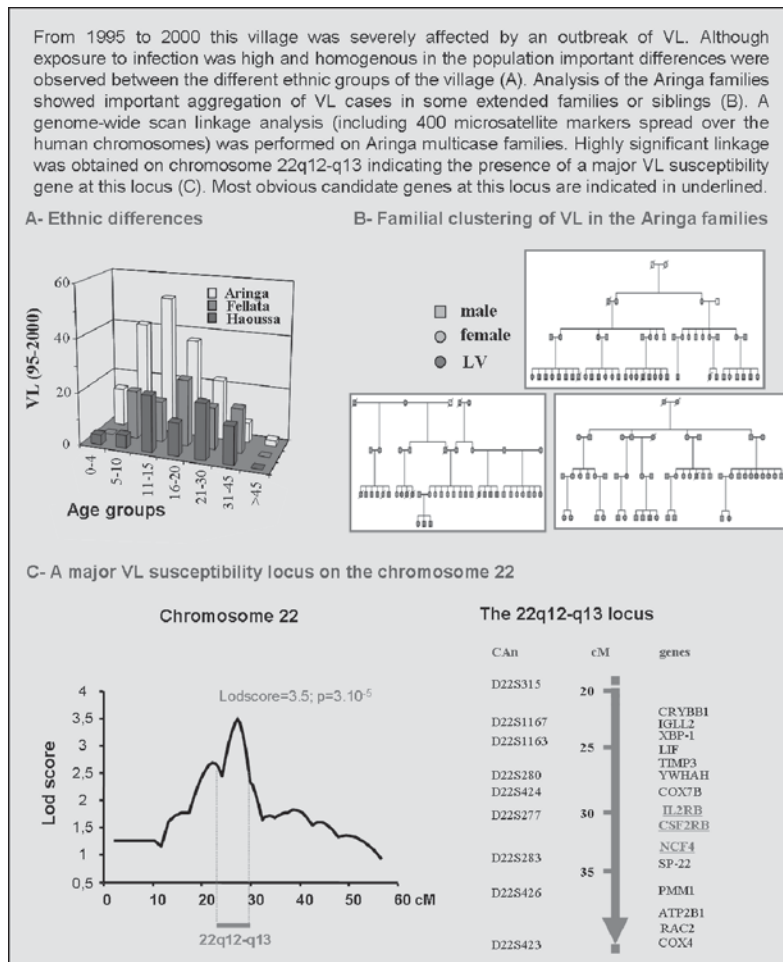 From 1995 to 2000 this village was severely affected by an outbreak of VL. Although
exposure to infection was high and homogenous in the population important differences were
observed between the different ethnic groups of the village (A). Analysis of the Aringa families
showed important aggregation of VL cases in some extended families or siblings (B). A
genome-wide scan linkage analysis (including 400 microsatellite markers spread over the
human chromosomes) was performed on Aringa multicase families. Highly significant linkage
was obtained on chromosome 22q12-q13 indicating the presence of a major VL susceptibility
gene at this locus (C). Most obvious candidate genes at this locus are indicated in underlined.
A- Ethnic differences
B- Familial clustering of VL in the Aringa families
60
40
20
0
VL (95-2000)
Aringa
Fellata
Haoussa
0-4
5-10
11-15
16-20
21-30
31-45
>45
Age groups
male
female
LV
C- A major VL susceptibility locus on the chromosome 22
Chromosome 22
Lodscore=3.5; p=3.10-5
Lod score
4
3,5
3
2,5
2
1,5
1
0,5
0
10
20
30
40
50
60 cM
22q12-q13
The 22q12-q13 locus
CAn
cM
genes
D22S315
D22S1167
D22S1163
D22S280
D22S424
D22S277
D22S283
D22S426
D22S423
20
25
30
35
CRYBB1
IGLL2
XBP-1
LIF
TIMP3
YWHAH
COX7B
IL2RB
CSF2RB
NCF4
SP-22
PMM1
ATP2B1
RAC2
COX4